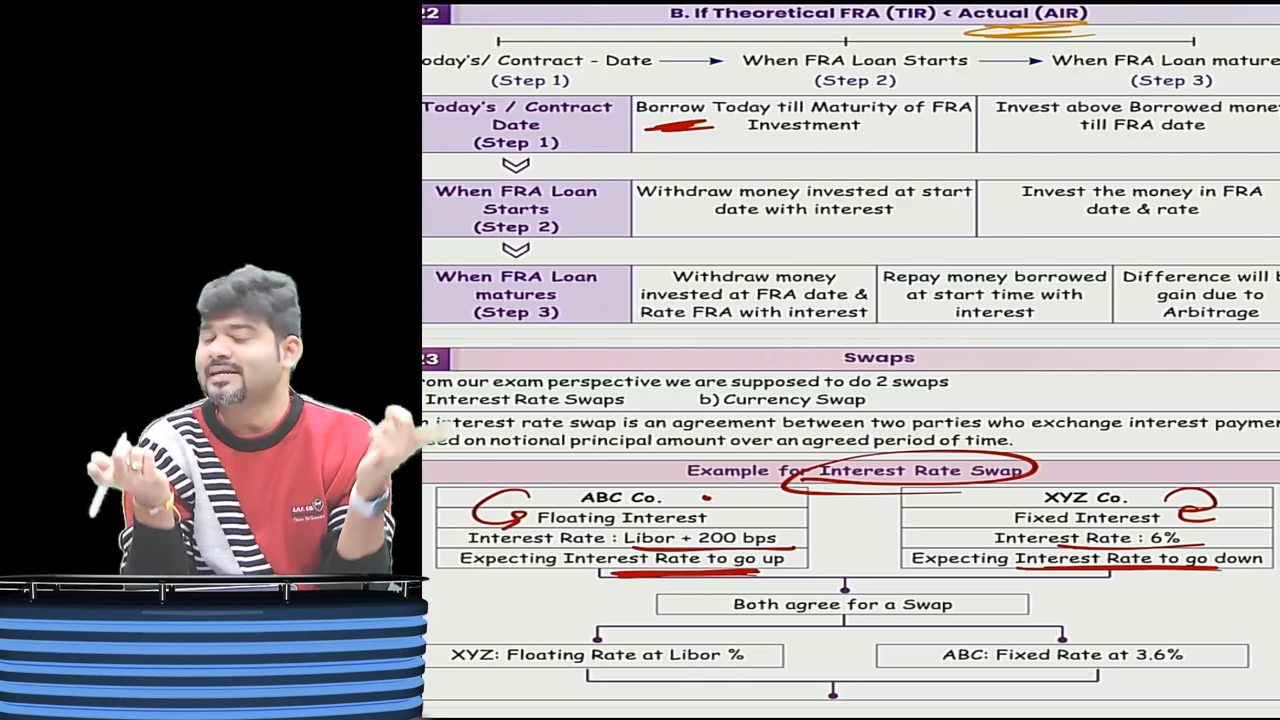 22 B. If Theoretical FRA (TIR) < Actual (AIR)
oday's/ Contract - Date When FRA Loan Starts When FRA Loan mature
(Step 1) (Step 2) (Step 3)
Today's / Contract Date (Step 1)
Borrow Today till Maturity of FRA Investment
Invest above Borrowed mone
till FRA date
When FRA Loan Starts (Step 2)
Withdraw money invested at start date with interest
Invest the money in FRA date & rate
When FRA Loan matures (Step 3)
Withdraw money invested at FRA date & Rate FRA with interest
Repay money borrowed at start time with interest
Difference will b
gain due to
Arbitrage
23 Swaps
rom our exam perspective we are supposed to do 2 swaps
Interest Rate Swaps b) Currency Swap
n interest rate swap is an agreement between two parties who exchange interest payme
sed on notional principal amount over an agreed period of time.
Example for Interest Rate Swap
ABC Co.
Floating Interest
Interest Rate : Libor + 200 bps
Expecting Interest Rate to go up
XYZ Co.
Fixed Interest
Interest Rate : 6%
Expecting Interest Rate to go down
Both agree for a Swap
XYZ: Floating Rate at Libor %
ABC: Fixed Rate at 3.6%